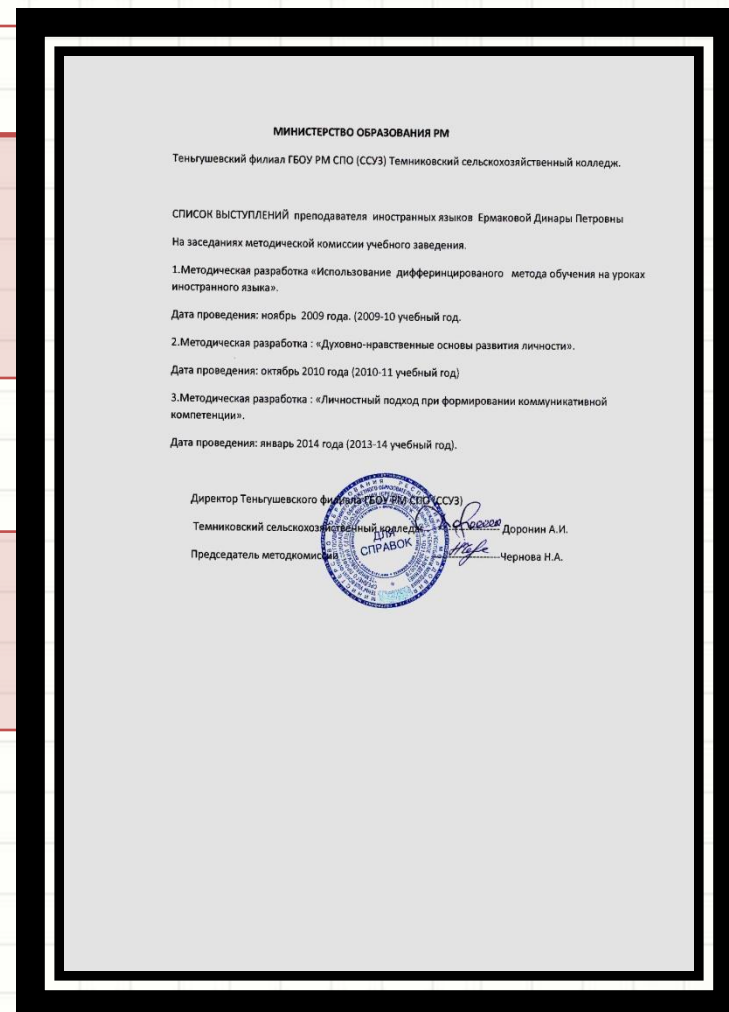 МИНИСТЕРСТВО ОБРАЗОВАНИЯ РМ
Теньгушевский филиал ГБОУ РМ СПО (ССУЗ) Темниковский сельскохозяйственный колледж.
СПИСОК ВЫСТУПЛЕНИЙ преподавателя иностранных языков Ермаковой Динары Петровны
На заседаниях методической комиссии учебного заведения.
1.Методическая разработка «Использование дифферинцированого метода обучения на уроках
иностранного языка».
Дата проведения: ноябрь 2009 года. (2009-10 учебный год.
2.Методическая разработка : «Духовно-нравственные основы развития личности».
Дата проведения: октябрь 2010 года (2010-11 учебный год)
3.Методическая разработка : «Личностный подход при формировании коммуникативной
компетенции».
Дата проведения: январь 2014 года (2013-14 учебный год).
Директор Теньгушевского филиала ГБОУ РМ СПО (ССУЗ)
Темниковский сельскохозяйственный колледж Доронин А.И.
Председатель методкомиссии Чернова Н.А.
ДЛЯ
СПРАВОК